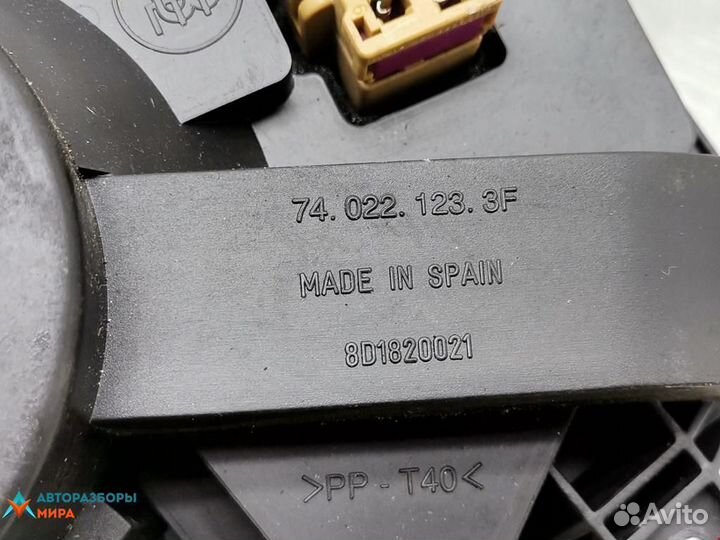 74.022.123.3F
MADE IN SPAIN
8D1820021
>PP-T40<
АВТОРАЗБОРЫ
МИРА
Avito